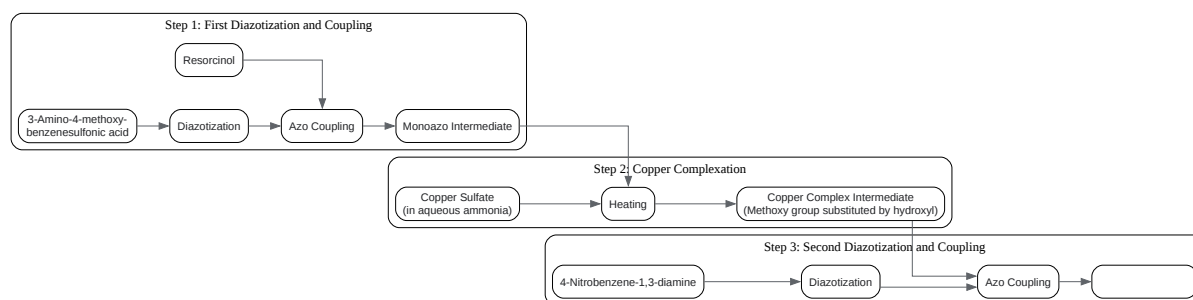 Step 1: First Diazotization and Coupling
Resorcinol
3-Amino-4-methoxy-
benzenesulfonic acid
Diazotization
Azo Coupling
Monoazo Intermediate
Step 2: Copper Complexation
Copper Sulfate
(in aqueous ammonia)
Heating
Copper Complex Intermediate
(Methoxy group substituted by hydroxyl)
Step 3: Second Diazotization and Coupling
4-Nitrobenzene-1,3-diamine
Diazotization
Azo Coupling